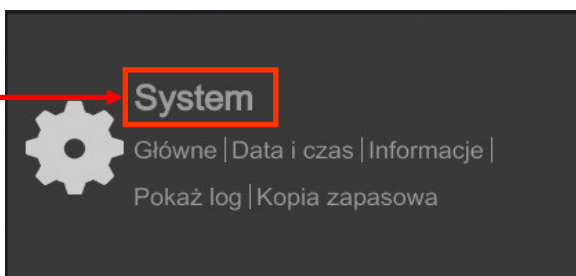 System
Główne | Data i czas | Informacje |
Pokaż log | Kopia zapasowa